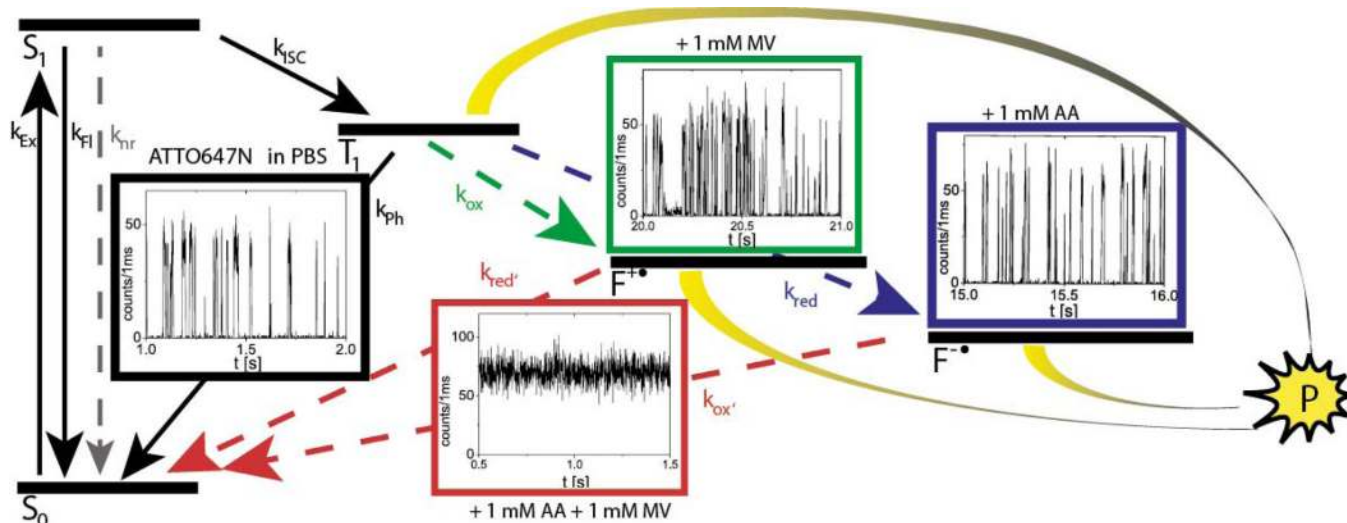 S1
kEx
kFl
knr
kISC
T1
ATTO647N in PBS
counts/1ms
50
0
1.0 1.5 2.0
t [s]
kPh
kox
+ 1 mM MV
counts/1ms
50
0
20.0 20.5 21.0
t [s]
F+•
kred'
kred
+ 1 mM AA
counts/1ms
50
0
15.0 15.5 16.0
t [s]
F-•
kox'
counts/1ms
100
50
0
0.5 1.0 1.5
t [s]
+ 1 mM AA + 1 mM MV
S0
P